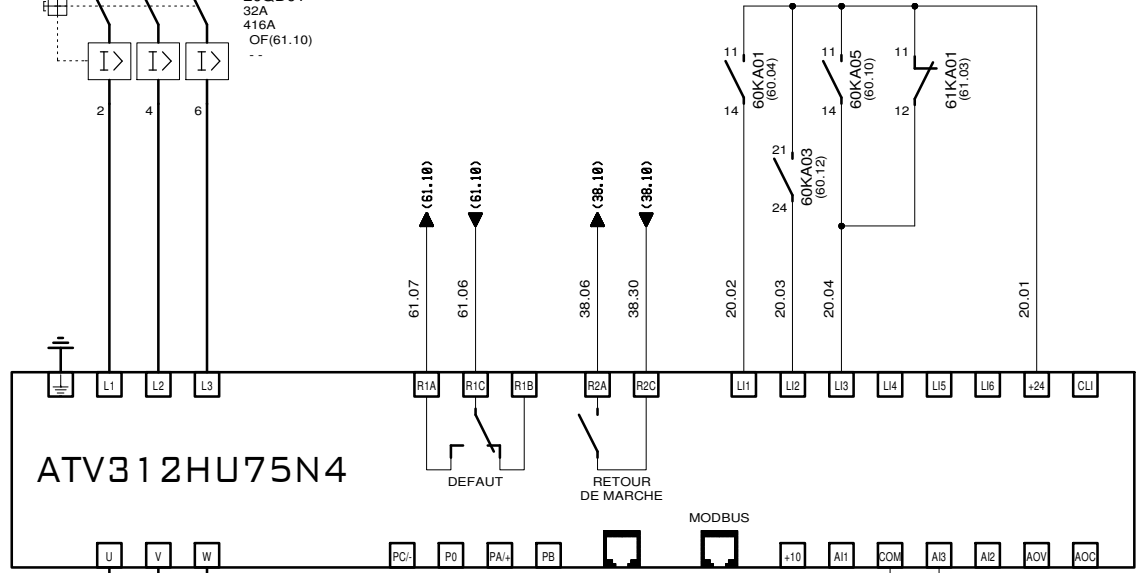 32A
416A
OF(61.10)
--
I> I> I>
2 4 6
11
14
60KA01
(60.04)
21
24
60KA03
(60.12)
11
14
60KA05
(60.10)
11
12
61KA01
(61.03)
(61.10)
(61.10)
(38.10)
(38.10)
61.07
61.06
38.06
38.30
20.02
20.03
20.04
20.01
L1 L2 L3 R1A R1C R1B R2A R2C LI1 LI2 LI3 LI4 LI5 LI6 +24 CLI
ATV312HU75N4
DEFAUT
RETOUR
DE MARCHE
MODBUS
U V W PC/- P0 PA/+ PB +10 AI1 COM AI3 AI2 AOV AOC